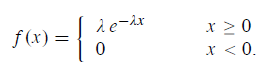 f(x) = { λ e^{−λx} x ≥ 0
0 x < 0.